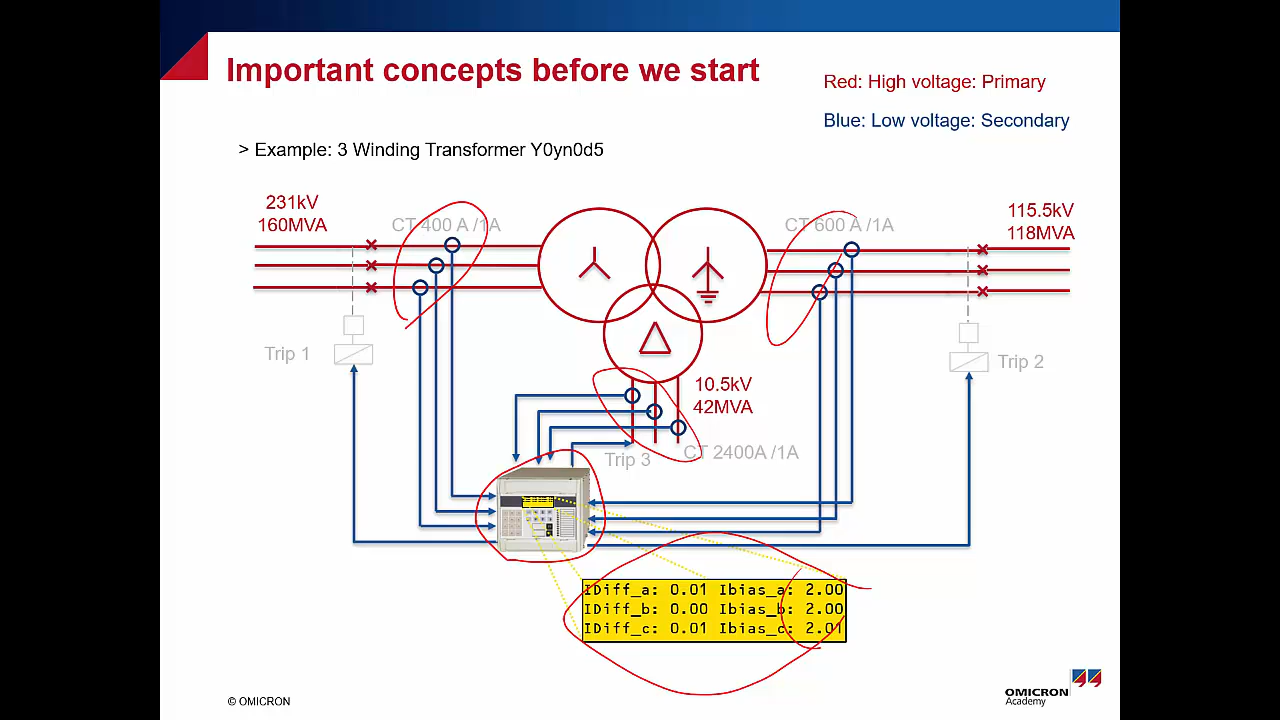 Important concepts before we start
Red: High voltage: Primary
Blue: Low voltage: Secondary
> Example: 3 Winding Transformer Y0yn0d5
231kV
160MVA
CT 400 A /1A
CT 600 A /1A
115.5kV
118MVA
Trip 1
Trip 2
10.5kV
42MVA
CT 2400A /1A
Trip 3
IDiff_a: 0.01 Ibias_a: 2.00
IDiff_b: 0.00 Ibias_b: 2.00
IDiff_c: 0.01 Ibias_c: 2.01
© OMICRON
OMICRON
Academy